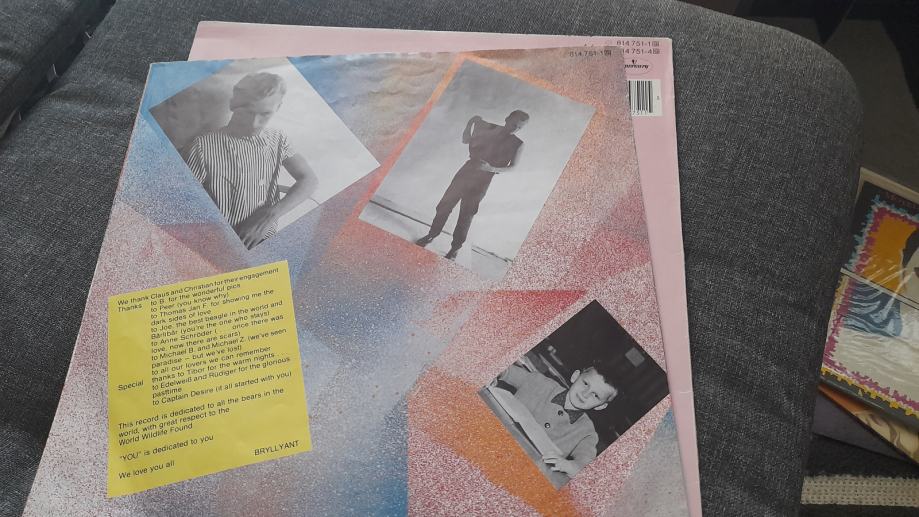 814 751-1
814 751-4
mercury
814 751-1
We thank Claus and Christian for their engagement
Thanks to B. for the wonderful pics
to Peer (you know why)
to Thomas Jan F. for showing me the
dark sides of love
to Joe, the best beagle in the world and
Bärlibär (you're the one who stays)
to Anne Schröder (... once there was
love, now there are scars)
to Michael B. and Michael Z. (we've seen
paradise – but we've lost)
to all our lovers we can remember
Special thanks to Tibor for the warm nights
to Edelweiß and Rüdiger for the glorious
pasttime
to Captain Desire (it all started with you)
This record is dedicated to all the bears in the
world, with great respect to the
World Wildlife Found.
"YOU" is dedicated to you
We love you all
BRYLLYANT